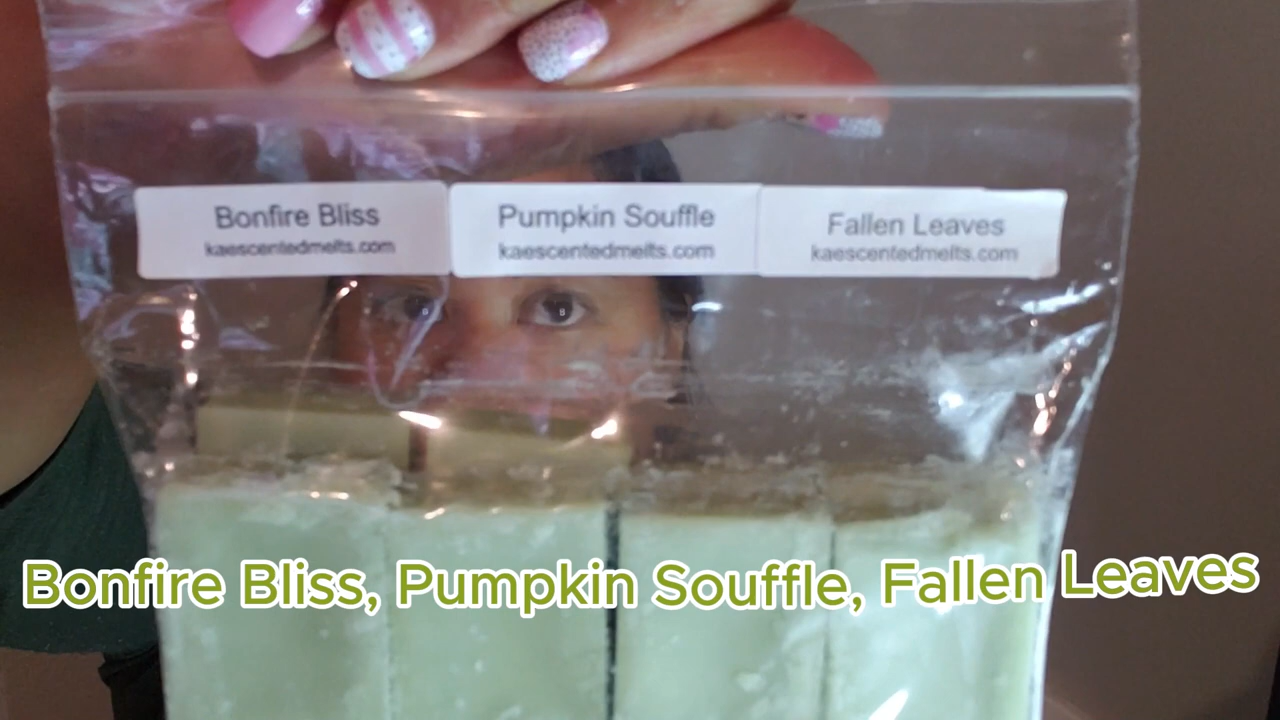 Bonfire Bliss
kaescentedmelts.com
Pumpkin Souffle
kaescentedmelts.com
Fallen Leaves
kaescentedmelts.com
Bonfire Bliss, Pumpkin Souffle, Fallen Leaves